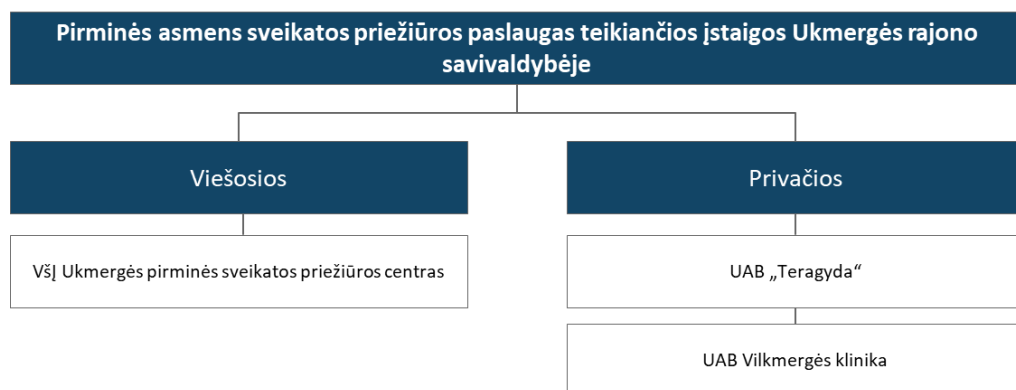 Pirminės asmens sveikatos priežiūros paslaugas teikiančios įstaigos Ukmergės rajono
savivaldybėje
Viešosios
Privačios
VšĮ Ukmergės pirminės sveikatos priežiūros centras
UAB „Teragyda“
UAB Vilkmergės klinika